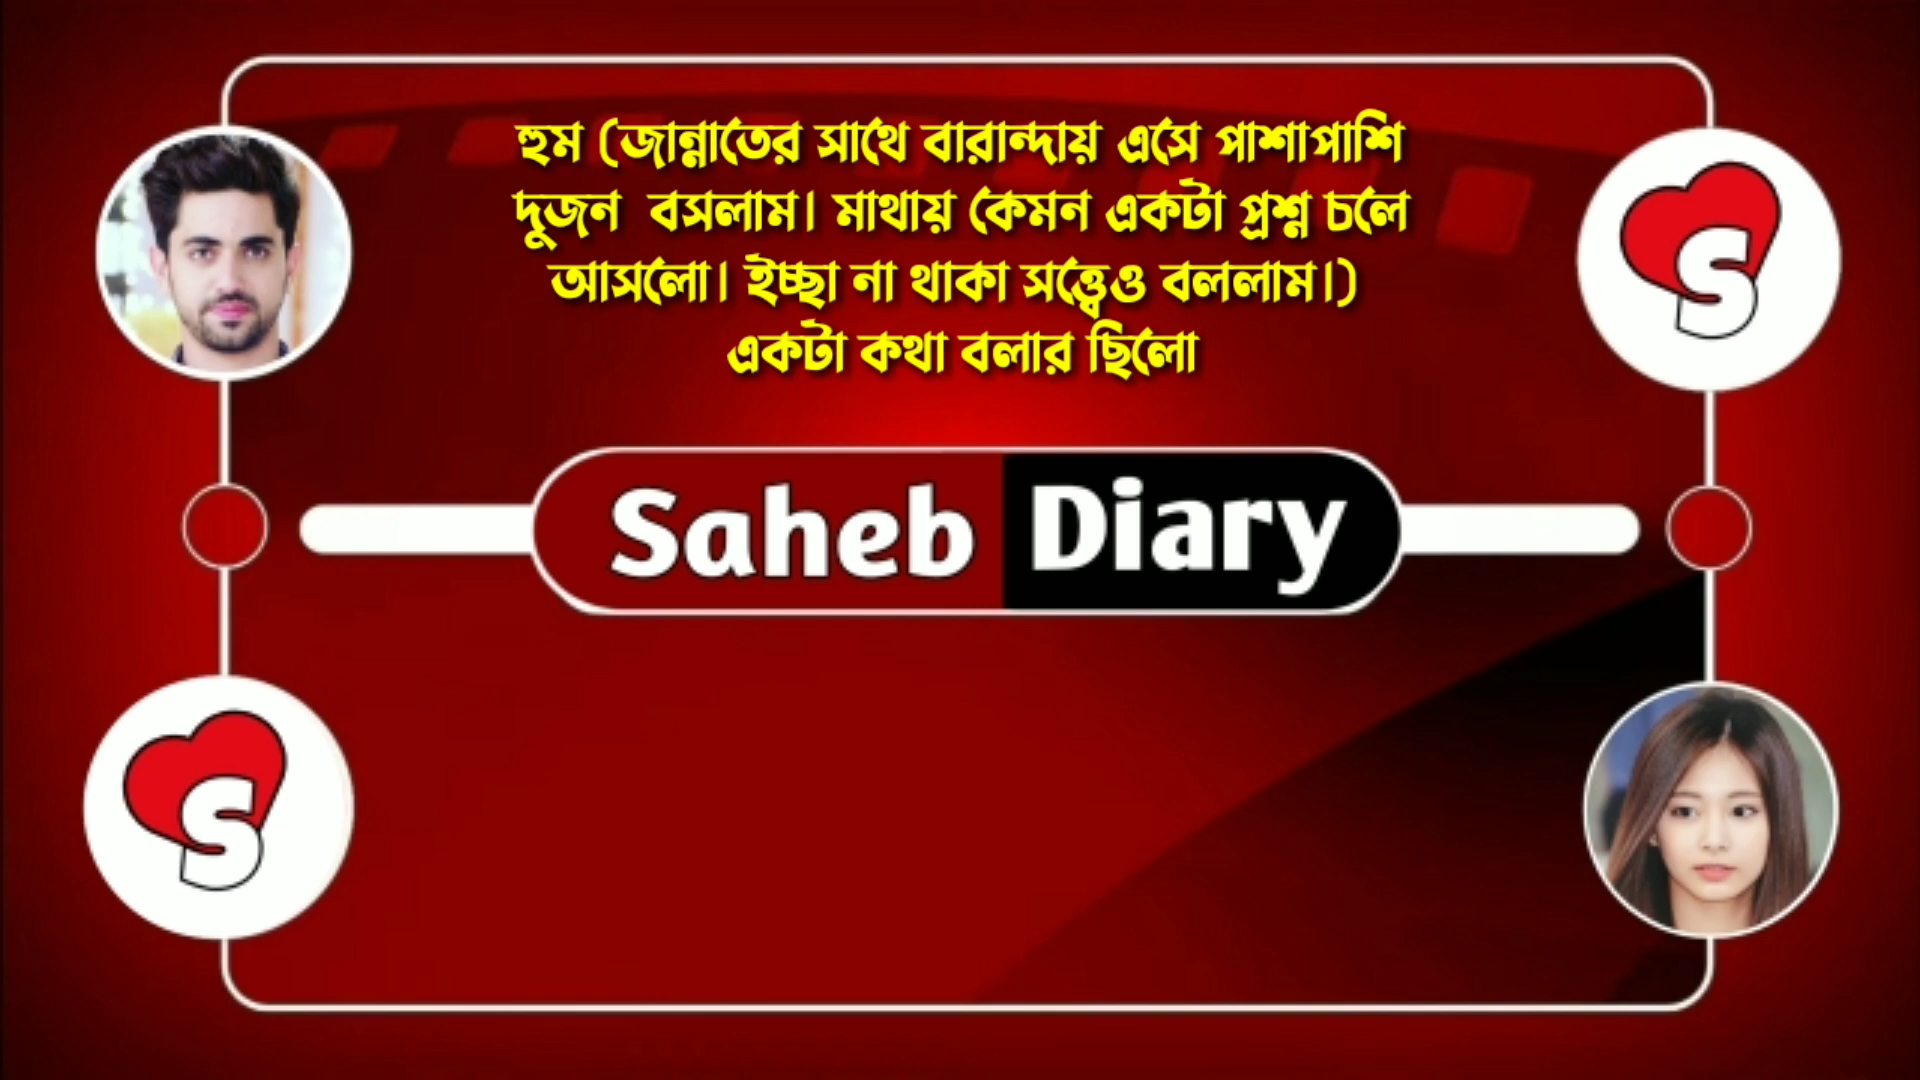 হুম (জান্নাতের সাথে বারান্দায় এসে পাশাপাশি
দুজন বসলাম। মাথায় কেমন একটা প্রশ্ন চলে
আসলো। ইচ্ছা না থাকা সত্ত্বেও বললাম।)
একটা কথা বলার ছিলো
S
Saheb Diary
S